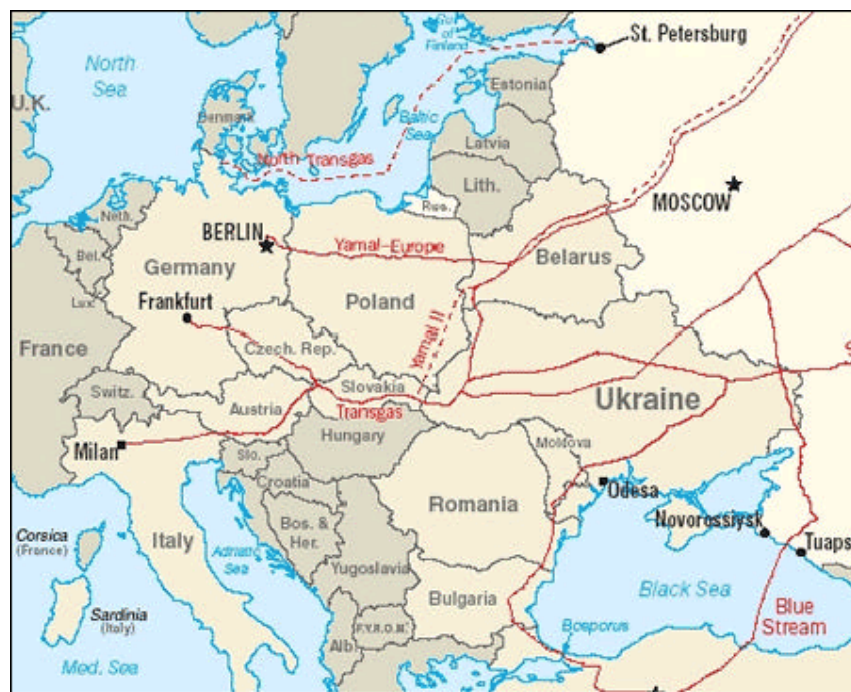 St. Petersburg
Gulf
of
Finland
North
Sea
Estonia
U.K.
Denmark
Baltic
Sea
Latvia
North Transgas
Lith.
MOSCOW
Rus.
Neth.
BERLIN
Yamal-Europe
Belarus
Bel.
Germany
Poland
Lux.
Frankfurt
Yamal II
France
Czech. Rep.
Slovakia
Switz.
Austria
Transgas
Ukraine
Hungary
Milan
Moldova
Slo.
Croatia
Odesa
Romania
Bos. &
Her.
Novorossiysk
Corsica
(France)
Italy
Adriatic
Sea
Tuaps
Yugoslavia
Black Sea
Bulgaria
Blue
Stream
Sardinia
(Italy)
F.Y.R.O.M.
Bosporus
Alb.
Med. Sea